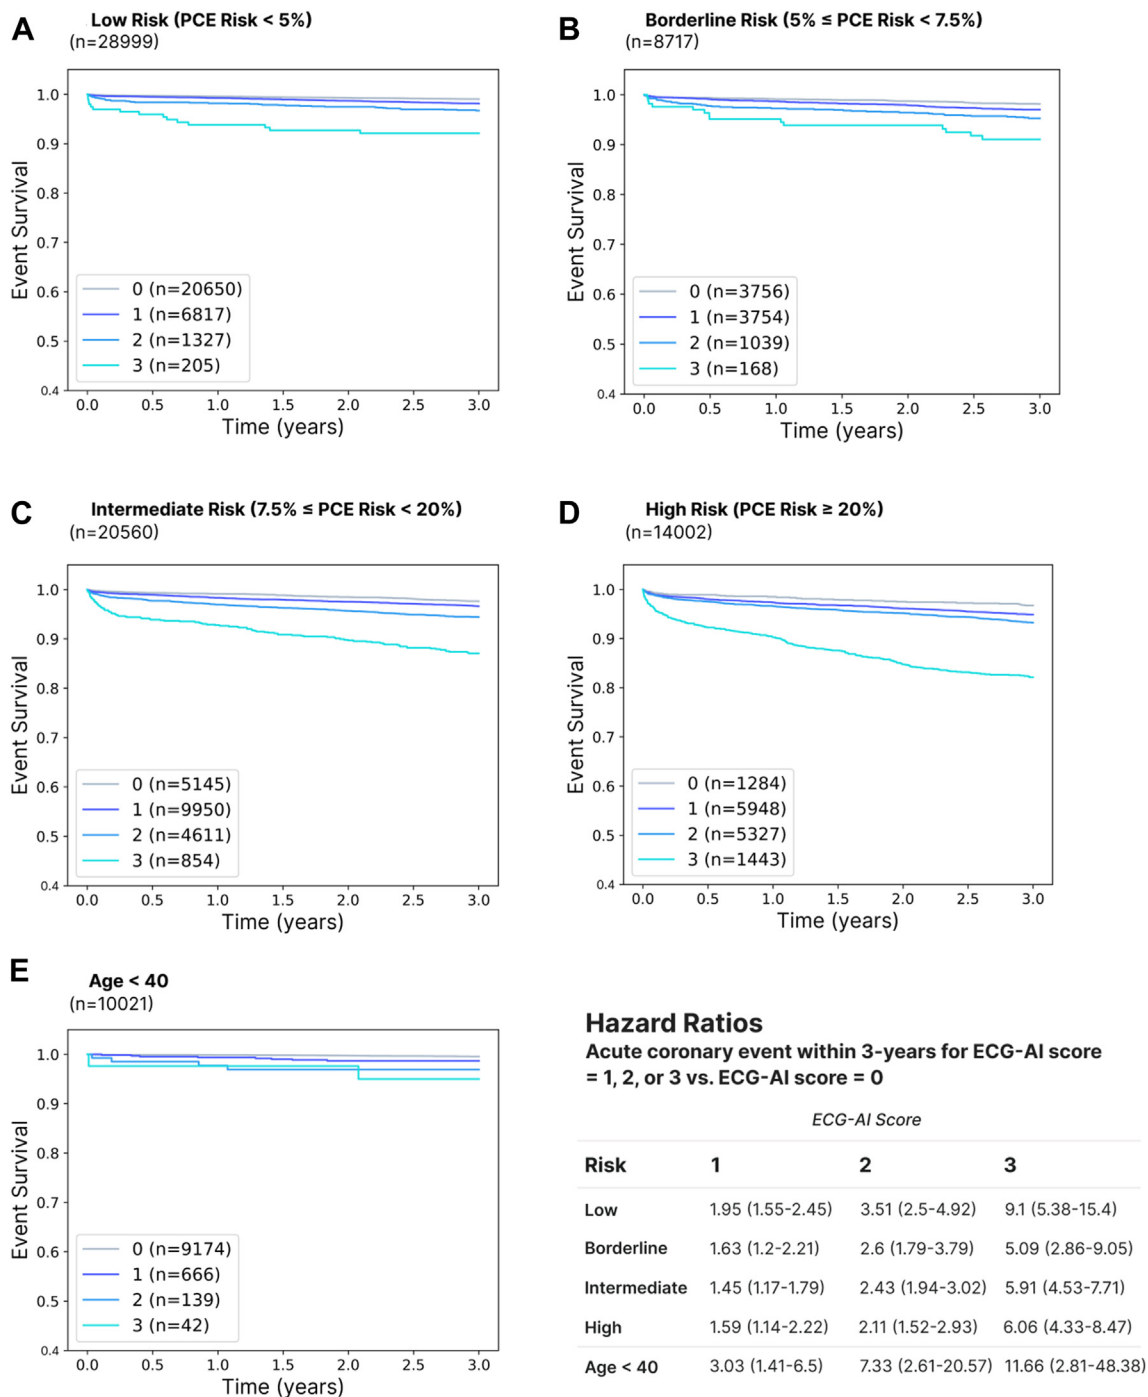 A
Low Risk (PCE Risk < 5%)
(n=28999)
Event Survival
1.0
0.9
0.8
0.7
0.6
0.5
0.4
0 (n=20650)
1 (n=6817)
2 (n=1327)
3 (n=205)
0.0 0.5 1.0 1.5 2.0 2.5 3.0
Time (years)
B
Borderline Risk (5% ≤ PCE Risk < 7.5%)
(n=8717)
Event Survival
1.0
0.9
0.8
0.7
0.6
0.5
0.4
0 (n=3756)
1 (n=3754)
2 (n=1039)
3 (n=168)
0.0 0.5 1.0 1.5 2.0 2.5 3.0
Time (years)
C
Intermediate Risk (7.5% ≤ PCE Risk < 20%)
(n=20560)
Event Survival
1.0
0.9
0.8
0.7
0.6
0.5
0.4
0 (n=5145)
1 (n=9950)
2 (n=4611)
3 (n=854)
0.0 0.5 1.0 1.5 2.0 2.5 3.0
Time (years)
D
High Risk (PCE Risk ≥ 20%)
(n=14002)
Event Survival
1.0
0.9
0.8
0.7
0.6
0.5
0.4
0 (n=1284)
1 (n=5948)
2 (n=5327)
3 (n=1443)
0.0 0.5 1.0 1.5 2.0 2.5 3.0
Time (years)
E
Age < 40
(n=10021)
Event Survival
1.0
0.9
0.8
0.7
0.6
0.5
0.4
0 (n=9174)
1 (n=666)
2 (n=139)
3 (n=42)
0.0 0.5 1.0 1.5 2.0 2.5 3.0
Time (years)
Hazard Ratios
Acute coronary event within 3-years for ECG-AI score
= 1, 2, or 3 vs. ECG-AI score = 0
ECG-AI Score
Risk 1 2 3
Low 1.95 (1.55-2.45) 3.51 (2.5-4.92) 9.1 (5.38-15.4)
Borderline 1.63 (1.2-2.21) 2.6 (1.79-3.79) 5.09 (2.86-9.05)
Intermediate 1.45 (1.17-1.79) 2.43 (1.94-3.02) 5.91 (4.53-7.71)
High 1.59 (1.14-2.22) 2.11 (1.52-2.93) 6.06 (4.33-8.47)
Age < 40 3.03 (1.41-6.5) 7.33 (2.61-20.57) 11.66 (2.81-48.38)